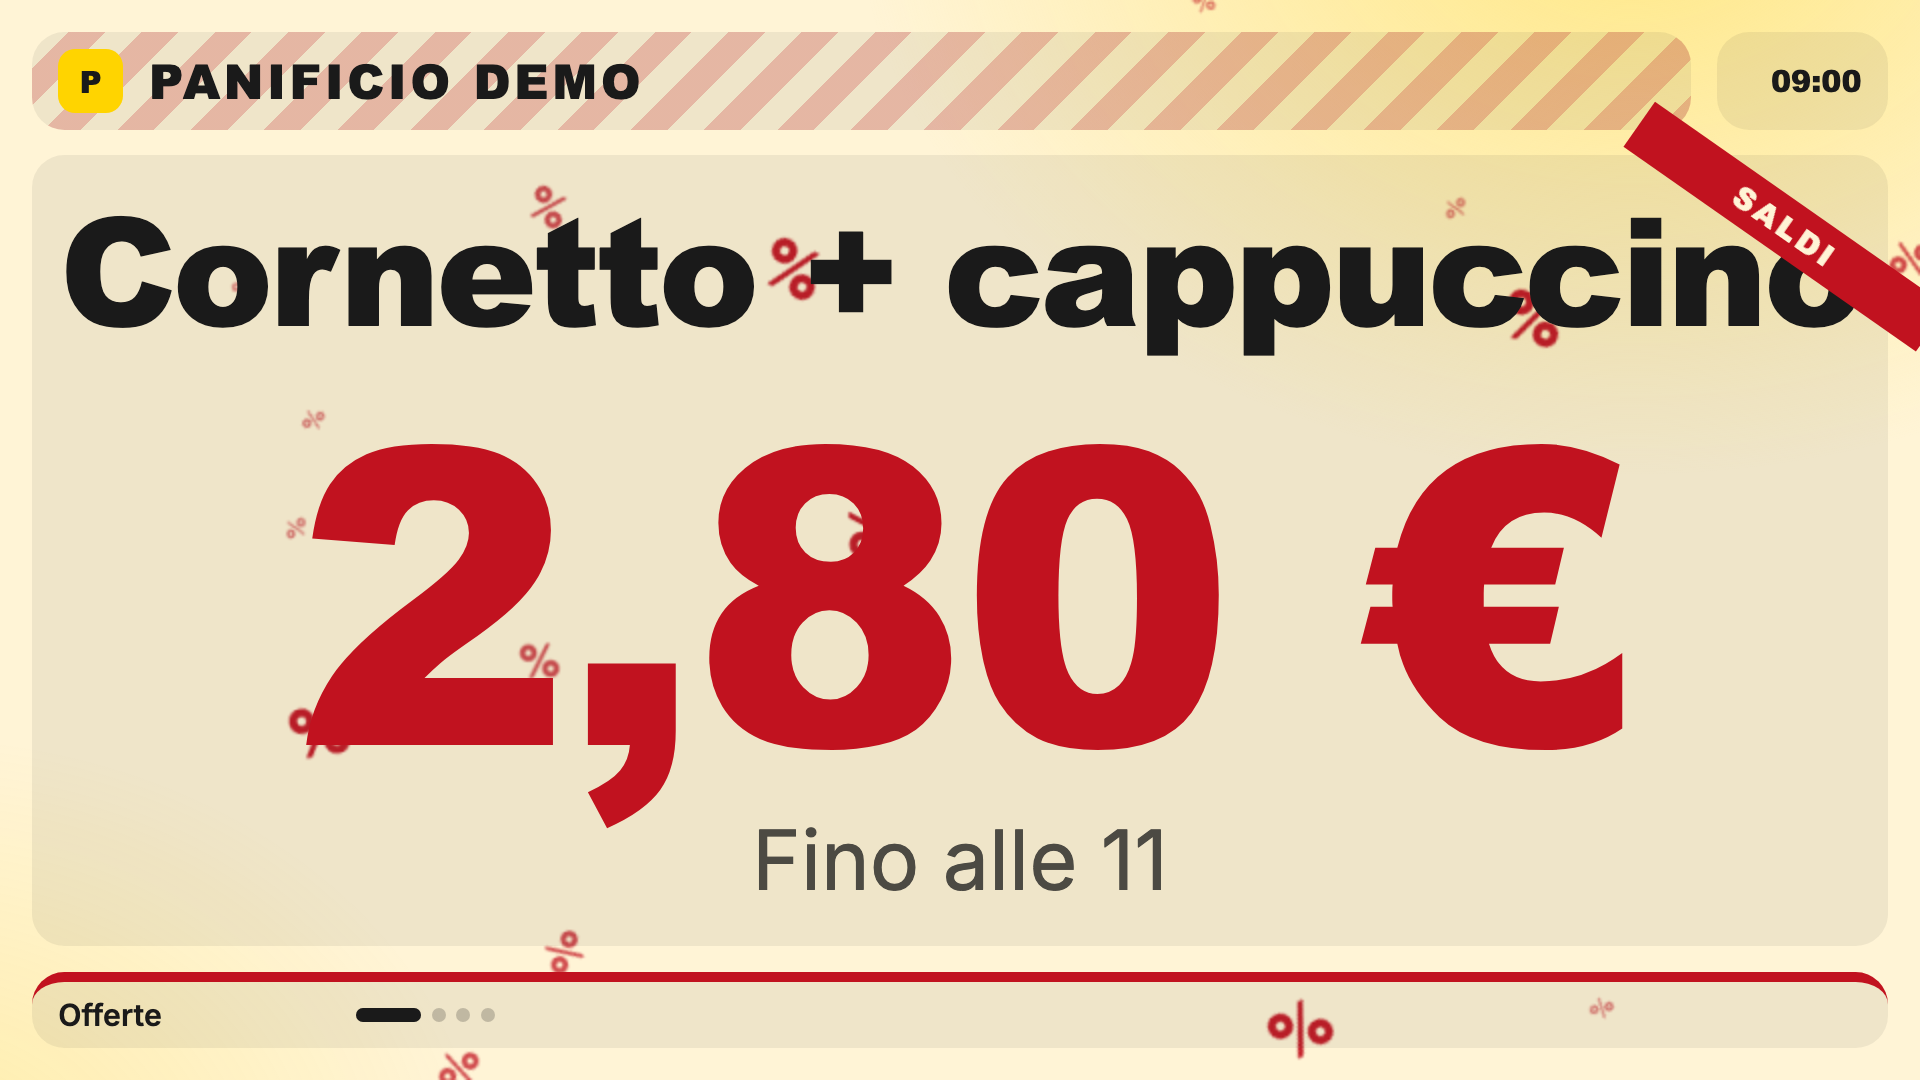 P PANIFICIO DEMO
09:00
SALDI
Cornetto + cappuccino
2,80 €
Fino alle 11
Offerte